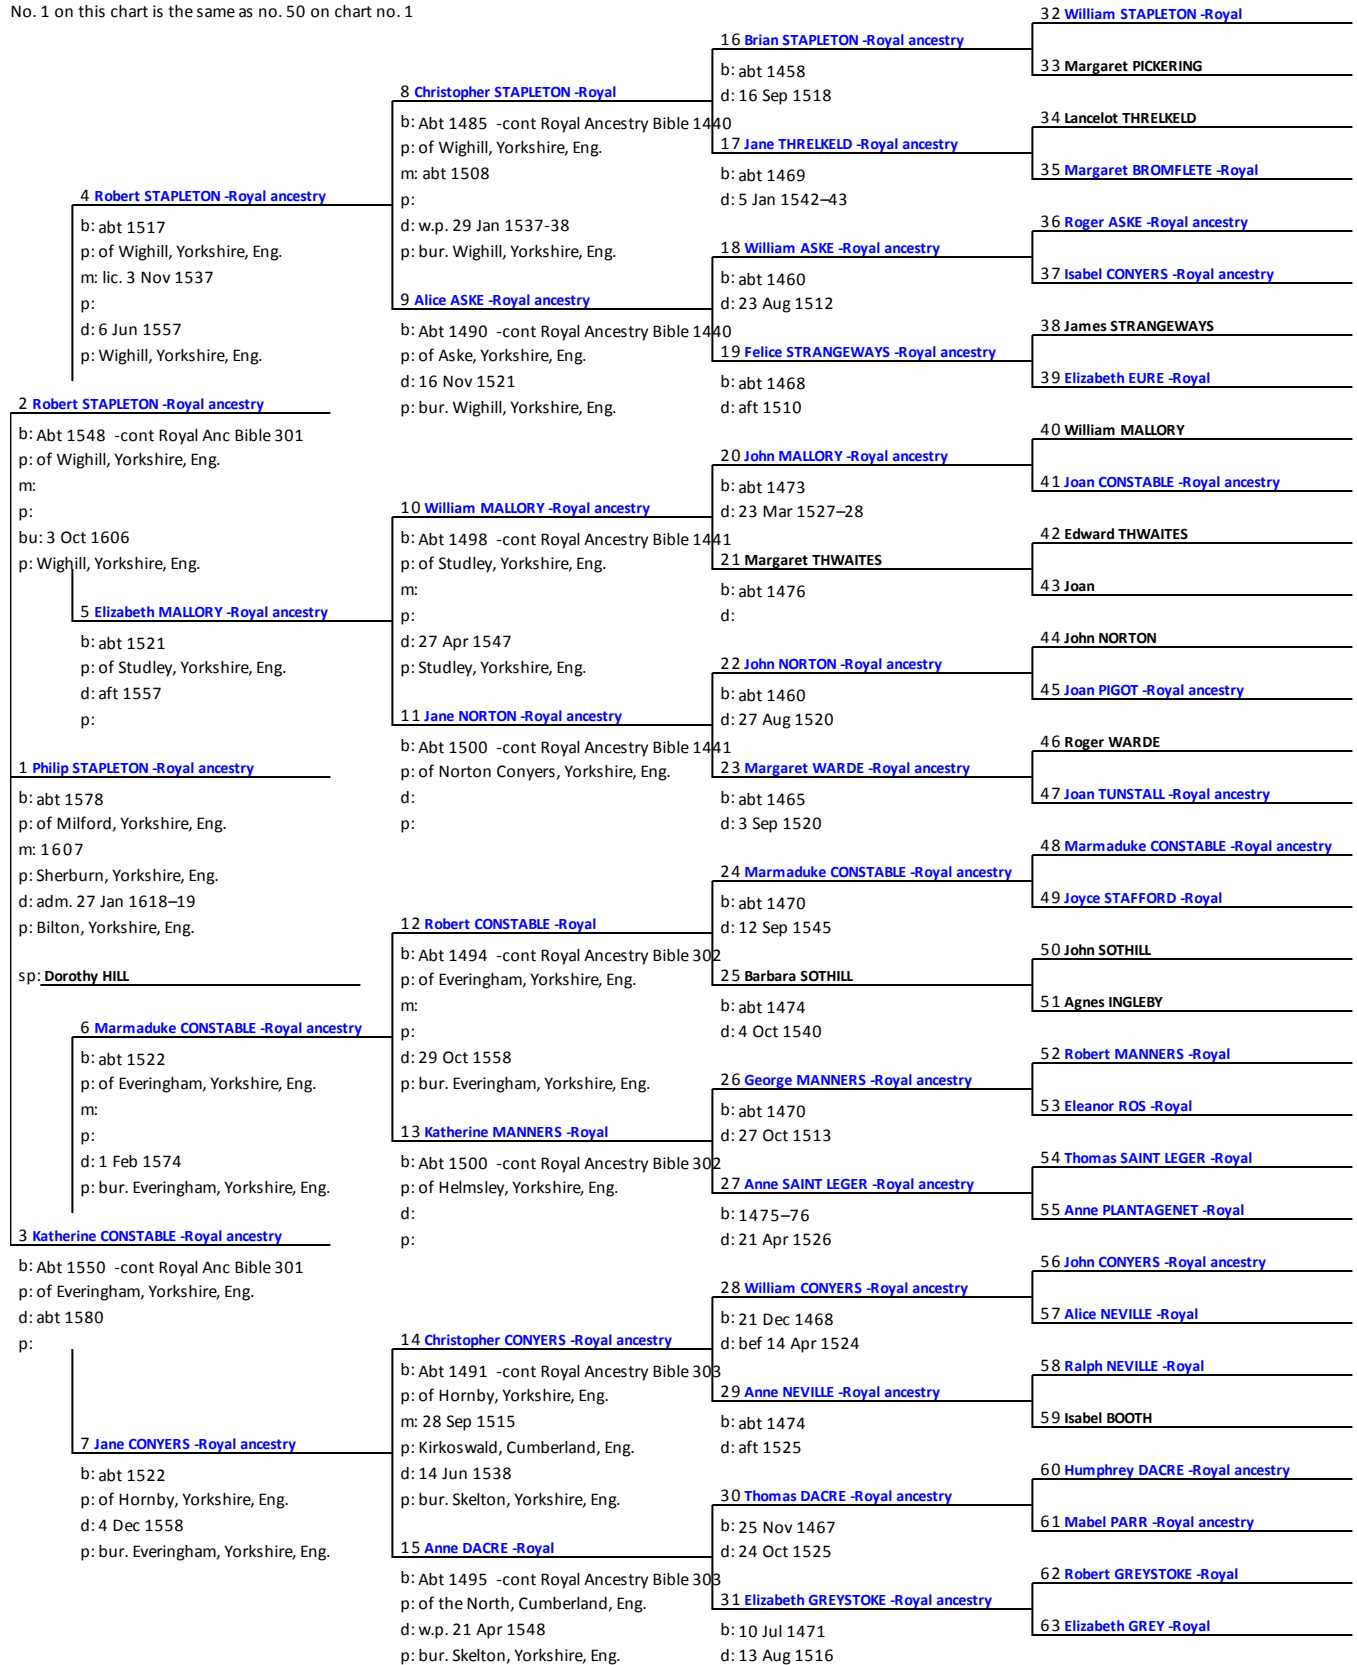 No. 1 on this chart is the same as no. 50 on chart no. 1
32 William STAPLETON -Royal
16 Brian STAPLETON -Royal ancestry
b: abt 1458
d: 16 Sep 1518
33 Margaret PICKERING
8 Christopher STAPLETON -Royal
b: Abt 1485 -cont Royal Ancestry Bible 1440
p: of Wighill, Yorkshire, Eng.
m: abt 1508
p:
d: w.p. 29 Jan 1537-38
p: bur. Wighill, Yorkshire, Eng.
34 Lancelot THRELKELD
17 Jane THRELKELD -Royal ancestry
b: abt 1469
d: 5 Jan 1542–43
35 Margaret BROMFLETE -Royal
4 Robert STAPLETON -Royal ancestry
b: abt 1517
p: of Wighill, Yorkshire, Eng.
m: lic. 3 Nov 1537
p:
d: 6 Jun 1557
p: Wighill, Yorkshire, Eng.
36 Roger ASKE -Royal ancestry
18 William ASKE -Royal ancestry
b: abt 1460
d: 23 Aug 1512
37 Isabel CONYERS -Royal ancestry
9 Alice ASKE -Royal ancestry
b: Abt 1490 -cont Royal Ancestry Bible 1440
p: of Aske, Yorkshire, Eng.
d: 16 Nov 1521
p: bur. Wighill, Yorkshire, Eng.
38 James STRANGEWAYS
19 Felice STRANGEWAYS -Royal ancestry
b: abt 1468
d: aft 1510
39 Elizabeth EURE -Royal
2 Robert STAPLETON -Royal ancestry
b: Abt 1548 -cont Royal Anc Bible 301
p: of Wighill, Yorkshire, Eng.
m:
p:
bu: 3 Oct 1606
p: Wighill, Yorkshire, Eng.
40 William MALLORY
20 John MALLORY -Royal ancestry
b: abt 1473
d: 23 Mar 1527–28
41 Joan CONSTABLE -Royal ancestry
10 William MALLORY -Royal ancestry
b: Abt 1498 -cont Royal Ancestry Bible 1441
p: of Studley, Yorkshire, Eng.
m:
p:
d: 27 Apr 1547
p: Studley, Yorkshire, Eng.
42 Edward THWAITES
21 Margaret THWAITES
b: abt 1476
d:
43 Joan
5 Elizabeth MALLORY -Royal ancestry
b: abt 1521
p: of Studley, Yorkshire, Eng.
d: aft 1557
p:
44 John NORTON
22 John NORTON -Royal ancestry
b: abt 1460
d: 27 Aug 1520
45 Joan PIGOT -Royal ancestry
11 Jane NORTON -Royal ancestry
b: Abt 1500 -cont Royal Ancestry Bible 1441
p: of Norton Conyers, Yorkshire, Eng.
d:
p:
46 Roger WARDE
23 Margaret WARDE -Royal ancestry
b: abt 1465
d: 3 Sep 1520
47 Joan TUNSTALL -Royal ancestry
1 Philip STAPLETON -Royal ancestry
b: abt 1578
p: of Milford, Yorkshire, Eng.
m: 1607
p: Sherburn, Yorkshire, Eng.
d: adm. 27 Jan 1618–19
p: Bilton, Yorkshire, Eng.
sp: Dorothy HILL
48 Marmaduke CONSTABLE -Royal ancestry
24 Marmaduke CONSTABLE -Royal ancestry
b: abt 1470
d: 12 Sep 1545
49 Joyce STAFFORD -Royal
12 Robert CONSTABLE -Royal
b: Abt 1494 -cont Royal Ancestry Bible 302
p: of Everingham, Yorkshire, Eng.
m:
p:
d: 29 Oct 1558
p: bur. Everingham, Yorkshire, Eng.
50 John SOTHILL
25 Barbara SOTHILL
b: abt 1474
d: 4 Oct 1540
51 Agnes INGLEBY
6 Marmaduke CONSTABLE -Royal ancestry
b: abt 1522
p: of Everingham, Yorkshire, Eng.
m:
p:
d: 1 Feb 1574
p: bur. Everingham, Yorkshire, Eng.
52 Robert MANNERS -Royal
26 George MANNERS -Royal ancestry
b: abt 1470
d: 27 Oct 1513
53 Eleanor ROS -Royal
13 Katherine MANNERS -Royal
b: Abt 1500 -cont Royal Ancestry Bible 302
p: of Helmsley, Yorkshire, Eng.
d:
p:
54 Thomas SAINT LEGER -Royal
27 Anne SAINT LEGER -Royal ancestry
b: 1475–76
d: 21 Apr 1526
55 Anne PLANTAGENET -Royal
3 Katherine CONSTABLE -Royal ancestry
b: Abt 1550 -cont Royal Anc Bible 301
p: of Everingham, Yorkshire, Eng.
d: abt 1580
p:
56 John CONYERS -Royal ancestry
28 William CONYERS -Royal ancestry
b: 21 Dec 1468
d: bef 14 Apr 1524
57 Alice NEVILLE -Royal
14 Christopher CONYERS -Royal ancestry
b: Abt 1491 -cont Royal Ancestry Bible 303
p: of Hornby, Yorkshire, Eng.
m: 28 Sep 1515
p: Kirkoswald, Cumberland, Eng.
d: 14 Jun 1538
p: bur. Skelton, Yorkshire, Eng.
58 Ralph NEVILLE -Royal
29 Anne NEVILLE -Royal ancestry
b: abt 1474
d: aft 1525
59 Isabel BOOTH
7 Jane CONYERS -Royal ancestry
b: abt 1522
p: of Hornby, Yorkshire, Eng.
d: 4 Dec 1558
p: bur. Everingham, Yorkshire, Eng.
60 Humphrey DACRE -Royal ancestry
30 Thomas DACRE -Royal ancestry
b: 25 Nov 1467
d: 24 Oct 1525
61 Mabel PARR -Royal ancestry
15 Anne DACRE -Royal
b: Abt 1495 -cont Royal Ancestry Bible 303
p: of the North, Cumberland, Eng.
d: w.p. 21 Apr 1548
p: bur. Skelton, Yorkshire, Eng.
62 Robert GREYSTOKE -Royal
31 Elizabeth GREYSTOKE -Royal ancestry
b: 10 Jul 1471
d: 13 Aug 1516
63 Elizabeth GREY -Royal